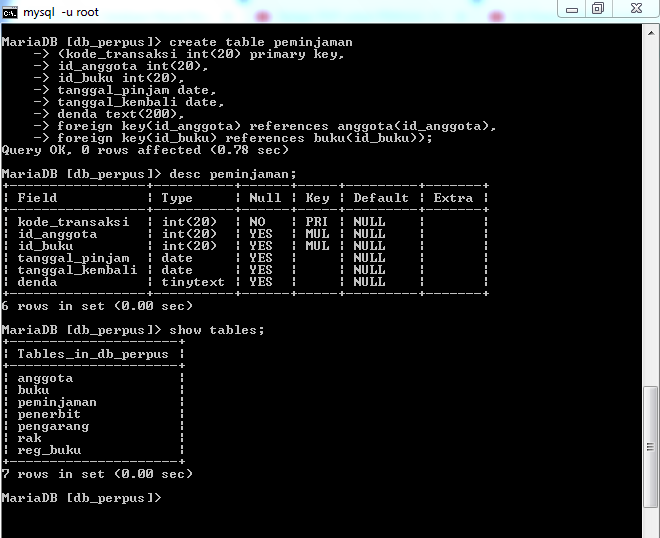 mysql -u root
MariaDB [db_perpus]> create table peminjaman
    -> (kode_transaksi int(20) primary key,
    -> id_anggota int(20),
    -> id_buku int(20),
    -> tanggal_pinjam date,
    -> tanggal_kembali date,
    -> denda text(200),
    -> foreign key(id_anggota) references anggota(id_anggota),
    -> foreign key(id_buku) references buku(id_buku));
Query OK, 0 rows affected (0.78 sec)
MariaDB [db_perpus]> desc peminjaman;
+-----------------+----------+------+-----+---------+-------+
| Field           | Type     | Null | Key | Default | Extra |
+-----------------+----------+------+-----+---------+-------+
| kode_transaksi  | int(20)  | NO   | PRI | NULL    |       |
| id_anggota      | int(20)  | YES  | MUL | NULL    |       |
| id_buku         | int(20)  | YES  | MUL | NULL    |       |
| tanggal_pinjam  | date     | YES  |     | NULL    |       |
| tanggal_kembali | date     | YES  |     | NULL    |       |
| denda           | tinytext | YES  |     | NULL    |       |
+-----------------+----------+------+-----+---------+-------+
6 rows in set (0.00 sec)
MariaDB [db_perpus]> show tables;
+---------------------+
| Tables_in_db_perpus |
+---------------------+
| anggota             |
| buku                |
| peminjaman          |
| penerbit            |
| pengarang           |
| rak                 |
| reg_buku            |
+---------------------+
7 rows in set (0.00 sec)
MariaDB [db_perpus]>